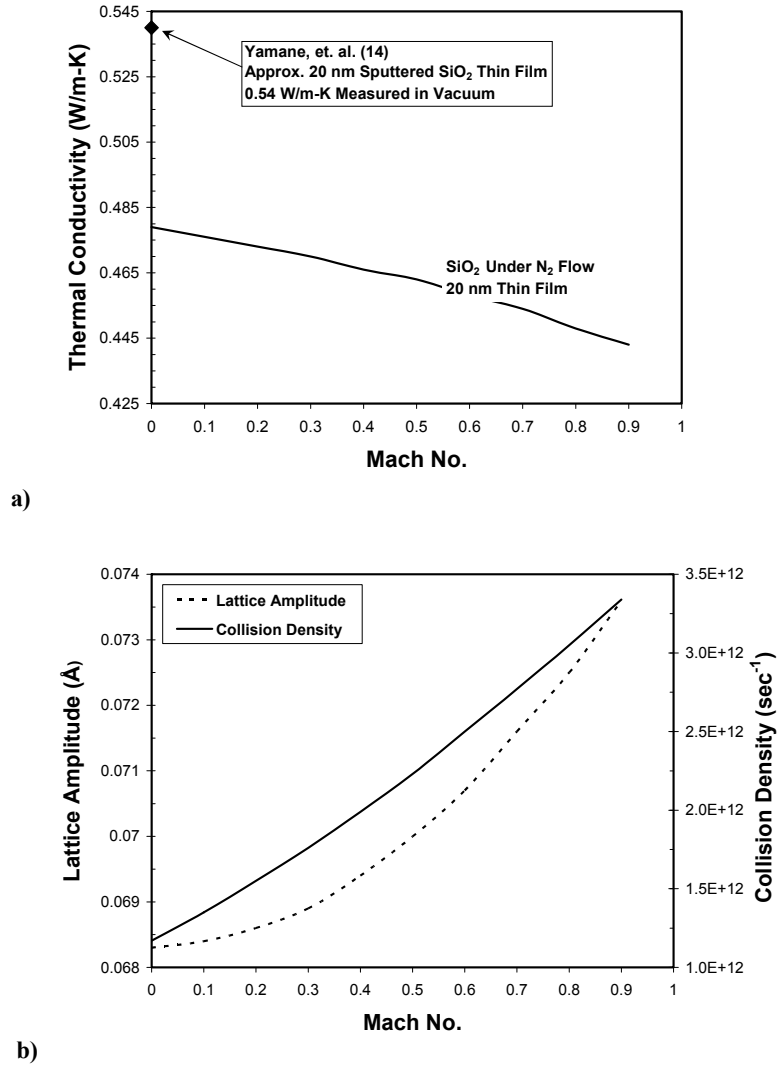 0.545
0.525
0.505
0.485
0.465
0.445
0.425
Thermal Conductivity (W/m-K)
Yamane, et. al. (14)
Approx. 20 nm Sputtered SiO2 Thin Film
0.54 W/m-K Measured in Vacuum
SiO2 Under N2 Flow
20 nm Thin Film
0 0.1 0.2 0.3 0.4 0.5 0.6 0.7 0.8 0.9 1
Mach No.
a)
0.074
0.073
0.072
0.071
0.07
0.069
0.068
Lattice Amplitude (Å)
Lattice Amplitude
Collision Density
3.5E+12
3.0E+12
2.5E+12
2.0E+12
1.5E+12
1.0E+12
Collision Density (sec-1)
0 0.1 0.2 0.3 0.4 0.5 0.6 0.7 0.8 0.9 1
Mach No.
b)